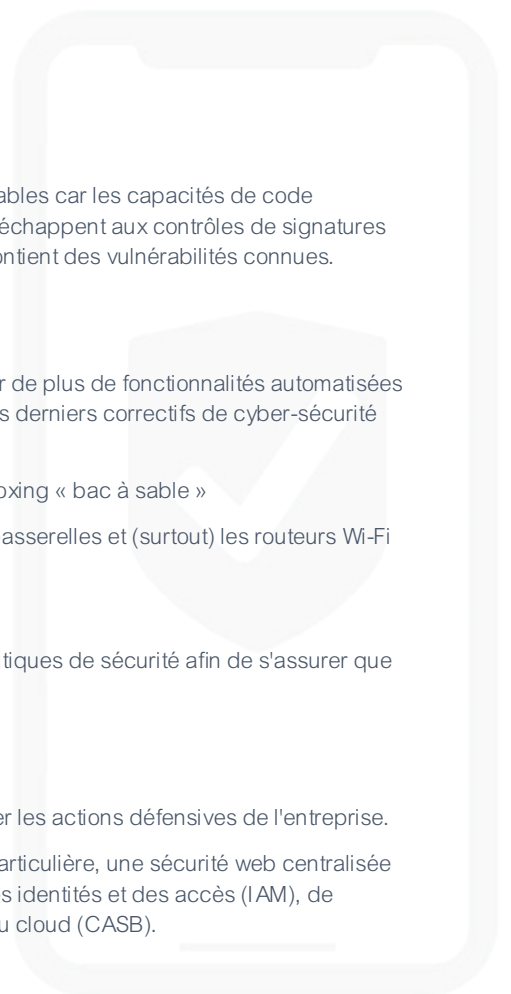 ables car les capacités de code
échappent aux contrôles de signatures
ontient des vulnérabilités connues.
r de plus de fonctionnalités automatisées
s derniers correctifs de cyber-sécurité
oxing « bac à sable »
asserelles et (surtout) les routeurs Wi-Fi
tiques de sécurité afin de s'assurer que
er les actions défensives de l'entreprise.
articulière, une sécurité web centralisée
s identités et des accès (IAM), de
u cloud (CASB).